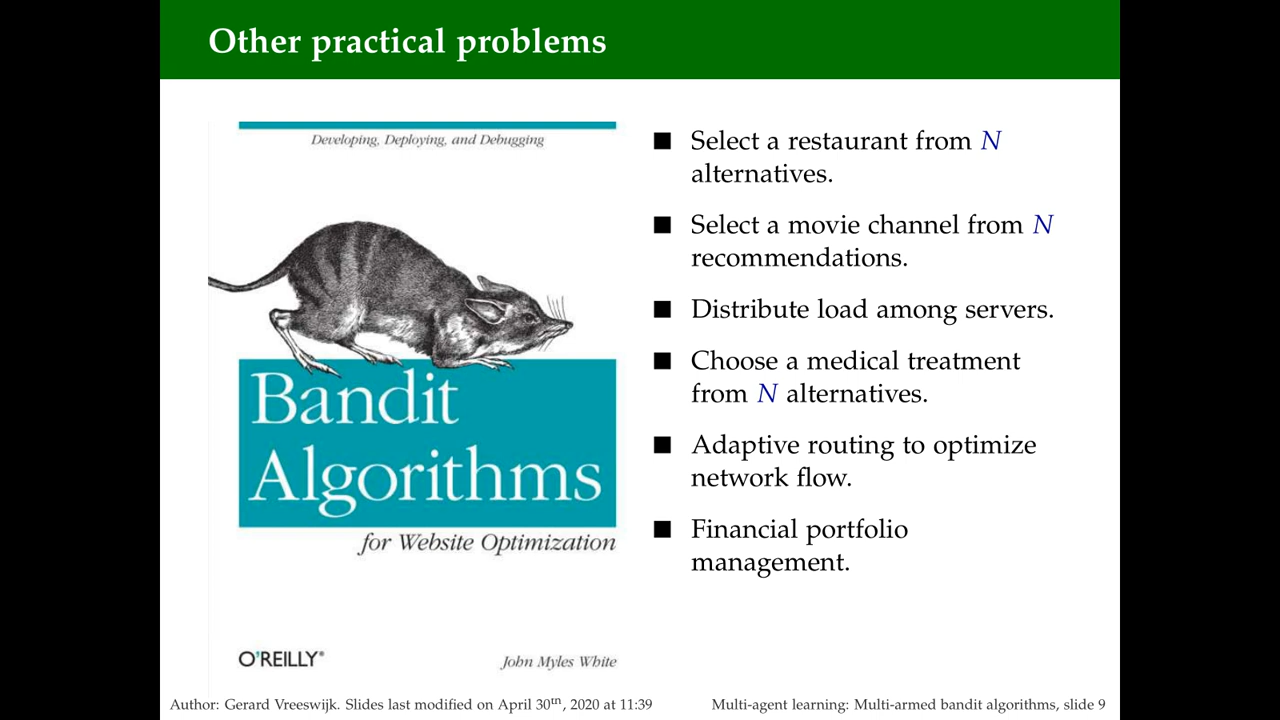 Other practical problems
Developing, Deploying, and Debugging
Bandit
Algorithms
for Website Optimization
O'REILLY®
John Myles White
■ Select a restaurant from N
alternatives.
■ Select a movie channel from N
recommendations.
■ Distribute load among servers.
■ Choose a medical treatment
from N alternatives.
■ Adaptive routing to optimize
network flow.
■ Financial portfolio
management.
Author: Gerard Vreeswijk. Slides last modified on April 30th, 2020 at 11:39
Multi-agent learning: Multi-armed bandit algorithms, slide 9